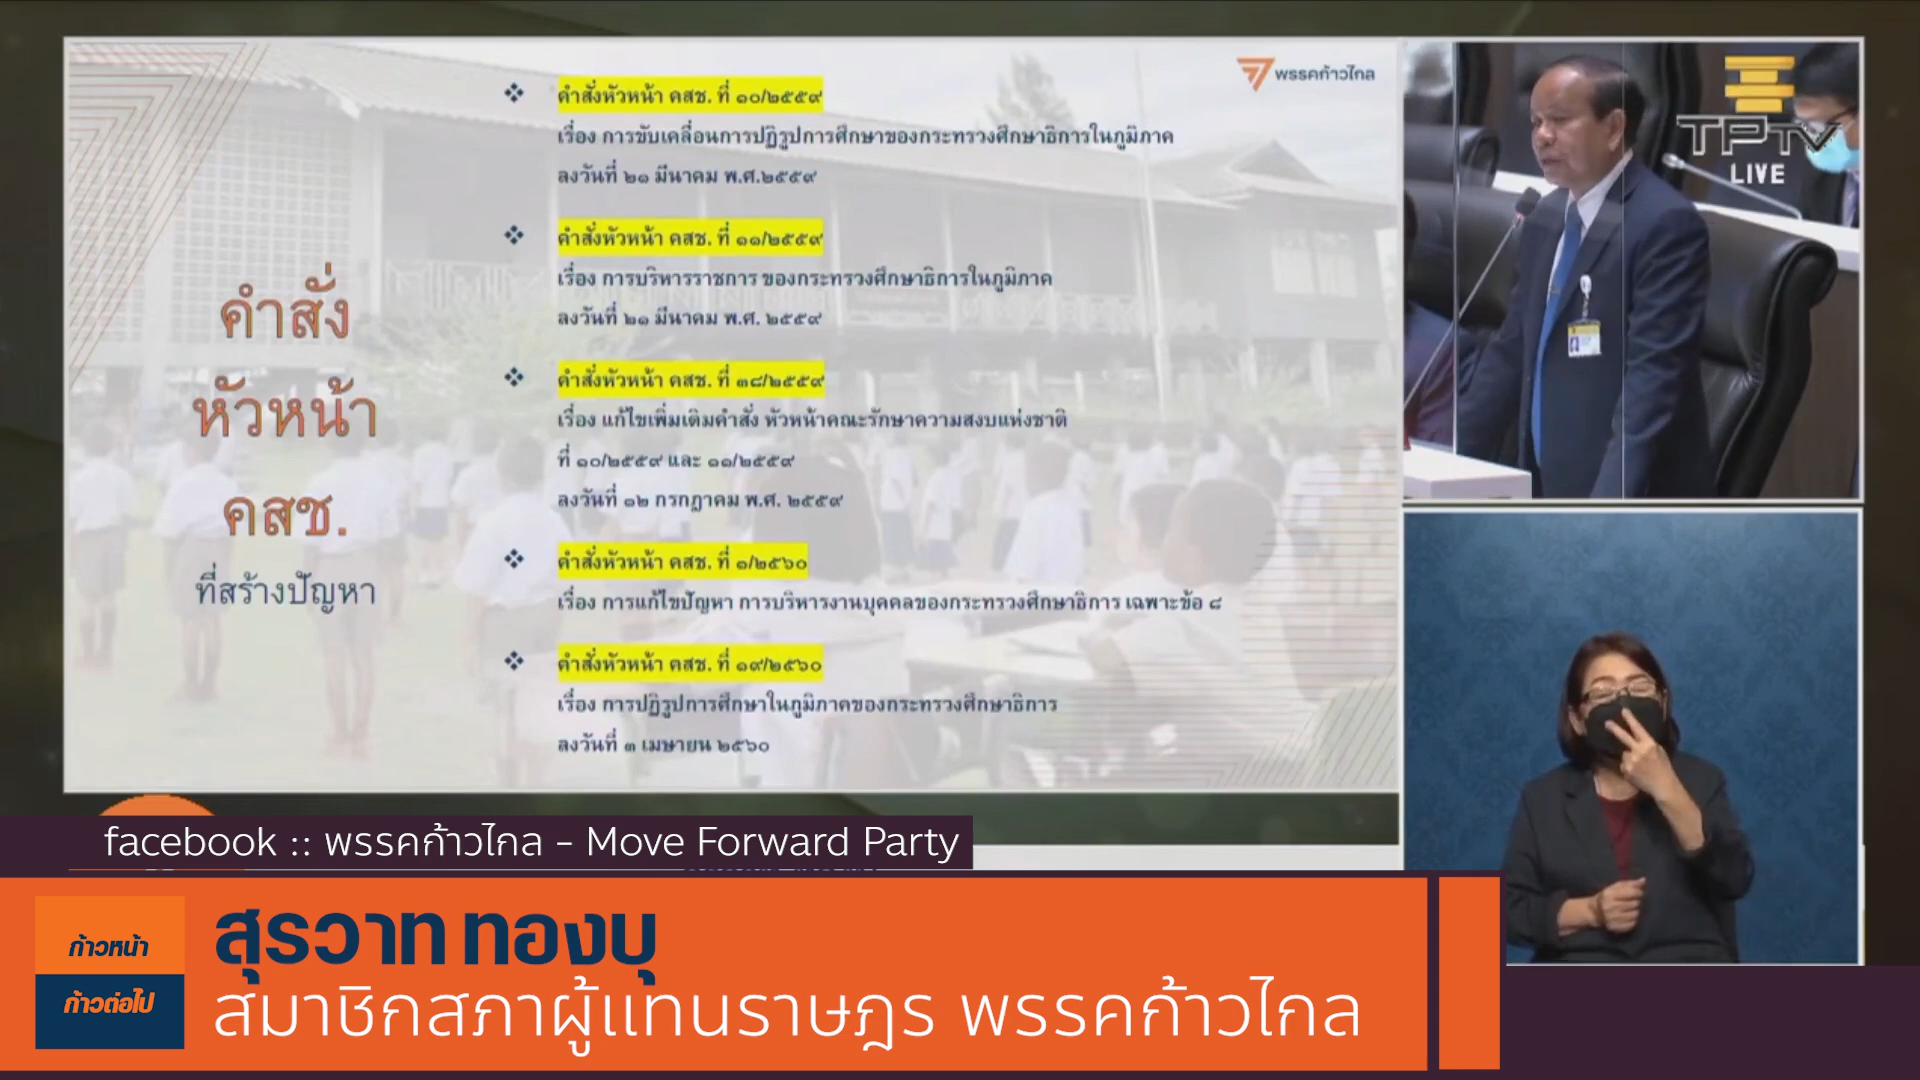 คำสั่ง
หัวหน้า
คสช.
ที่สร้างปัญหา
พรรคก้าวไกล
❖ คำสั่งหัวหน้า คสช. ที่ ๑๐/๒๕๕๙
เรื่อง การขับเคลื่อนการปฏิรูปการศึกษาของกระทรวงศึกษาธิการในภูมิภาค
ลงวันที่ ๒๑ มีนาคม พ.ศ.๒๕๕๙
❖ คำสั่งหัวหน้า คสช. ที่ ๑๑/๒๕๕๙
เรื่อง การบริหารราชการ ของกระทรวงศึกษาธิการในภูมิภาค
ลงวันที่ ๒๑ มีนาคม พ.ศ. ๒๕๕๙
❖ คำสั่งหัวหน้า คสช. ที่ ๓๘/๒๕๕๙
เรื่อง แก้ไขเพิ่มเติมคำสั่ง หัวหน้าคณะรักษาความสงบแห่งชาติ
ที่ ๑๐/๒๕๕๙ และ ๑๑/๒๕๕๙
ลงวันที่ ๑๒ กรกฎาคม พ.ศ. ๒๕๕๙
❖ คำสั่งหัวหน้า คสช. ที่ ๑/๒๕๖๐
เรื่อง การแก้ไขปัญหา การบริหารงานบุคคลของกระทรวงศึกษาธิการ เฉพาะข้อ ๘
❖ คำสั่งหัวหน้า คสช. ที่ ๑๙/๒๕๖๐
เรื่อง การปฏิรูปการศึกษาในภูมิภาคของกระทรวงศึกษาธิการ
ลงวันที่ ๓ เมษายน ๒๕๖๐
TPTV
LIVE
facebook :: พรรคก้าวไกล - Move Forward Party
ก้าวหน้า
ก้าวต่อไป
สุรวาท ทองบุ
สมาชิกสภาผู้แทนราษฎร พรรคก้าวไกล